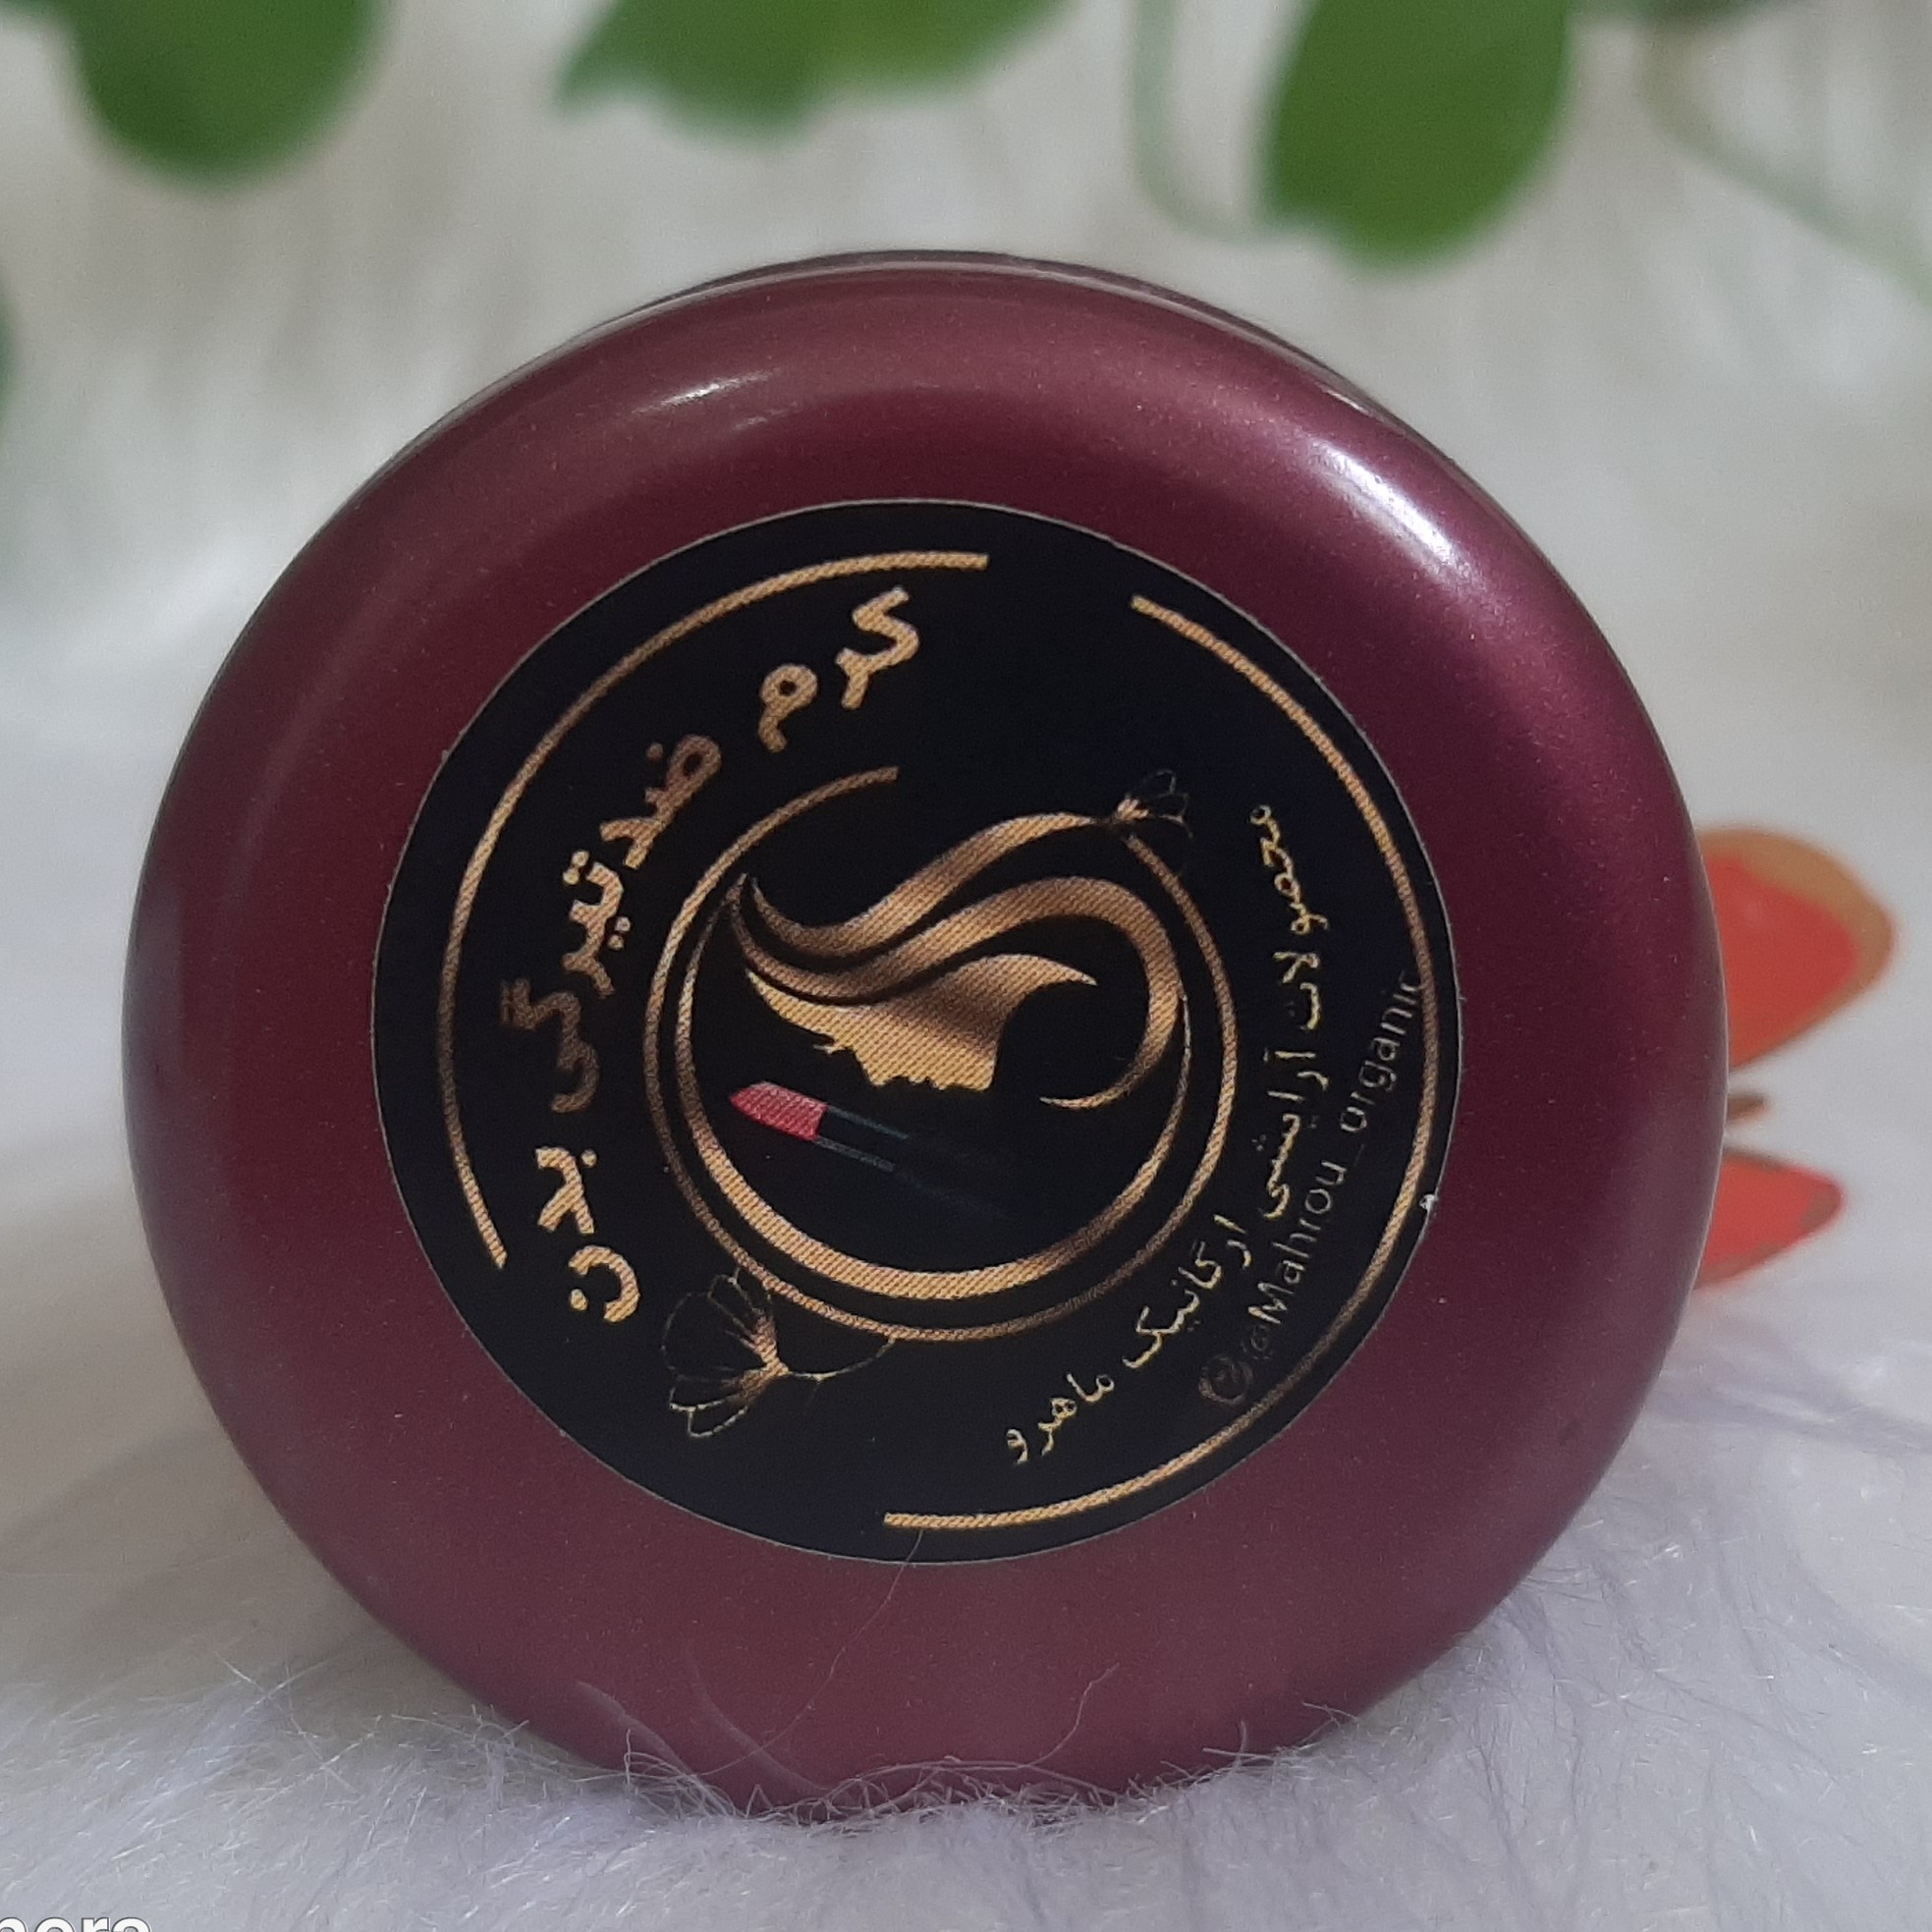 کرم ضدتیرگی بدن
محصولات آرایشی ارگانیک ماهرو
@Mahrou_organic